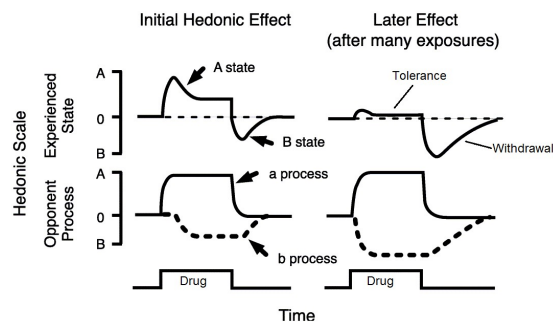 Initial Hedonic Effect
Later Effect
(after many exposures)
Hedonic Scale
Experienced
State
A
0
B
A state
B state
Tolerance
Withdrawal
Opponent
Process
A
0
B
a process
b process
Drug
Drug
Time